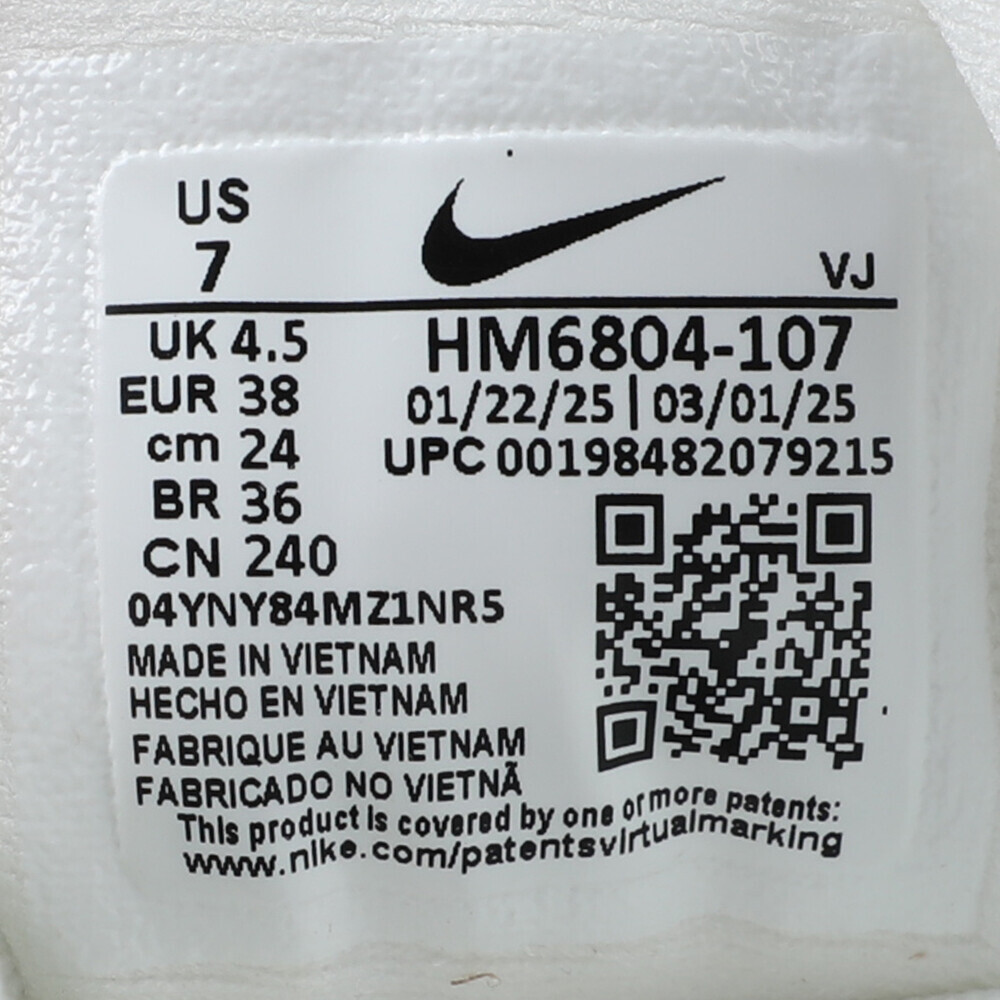 US
7
VJ
UK 4.5
HM6804-107
EUR 38
01/22/25 | 03/01/25
cm 24
UPC 00198482079215
BR 36
CN 240
04YNY84MZ1NR5
MADE IN VIETNAM
HECHO EN VIETNAM
FABRIQUE AU VIETNAM
FABRICADO NO VIETNÃ
This product is covered by one or more patents:
www.nike.com/patentsvirtualmarking